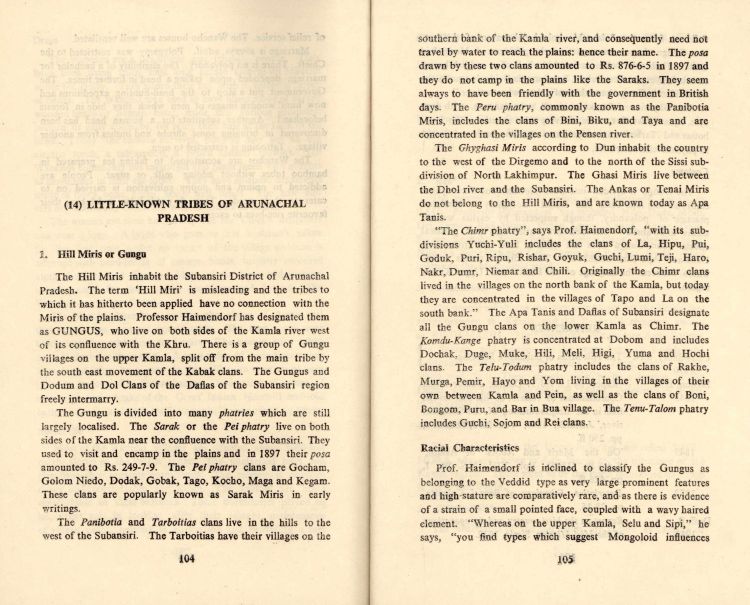 (14) LITTLE-KNOWN TRIBES OF ARUNACHAL
PRADESH
1. Hill Miris or Gungu
The Hill Miris inhabit the Subansiri District of Arunachal
Pradesh. The term 'Hill Miri' is misleading and the tribes to
which it has hitherto been applied have no connection with the
Miris of the plains. Professor Haimendorf has designated them
as GUNGUS, who live on both sides of the Kamla river west
of its confluence with the Khru. There is a group of Gungu
villages on the upper Kamla, split off from the main tribe by
the south east movement of the Kabak clans. The Gungus and
Dodum and Dol Clans of the Daflas of the Subansiri region
freely intermarry.
The Gungu is divided into many phatries which are still
largely localised. The Sarak or the Pei phatry live on both
sides of the Kamla near the confluence with the Subansiri. They
used to visit and encamp in the plains and in 1897 their posa
amounted to Rs. 249-7-9. The Pei phatry clans are Gocham,
Golom Niedo, Dodak, Gobak, Tago, Kocho, Maga and Kegam.
These clans are popularly known as Sarak Miris in early
writings.
The Panibotia and Tarboitias clans live in the hills to the
west of the Subansiri. The Tarboitias have their villages on the
104
southern bank of the Kamla river, and consequently need not
travel by water to reach the plains: hence their name. The posa
drawn by these two clans amounted to Rs. 876-6-5 in 1897 and
they do not camp in the plains like the Saraks. They seem
always to have been friendly with the government in British
days. The Peru phatry, commonly known as the Panibotia
Miris, includes the clans of Bini, Biku, and Taya and are
concentrated in the villages on the Pensen river.
The Ghyghasi Miris according to Dun inhabit the country
to the west of the Dirgemo and to the north of the Sissi sub-
division of North Lakhimpur. The Ghasi Miris live between
the Dhol river and the Subansiri. The Ankas or Tenai Miris
do not belong to the Hill Miris, and are known today as Apa
Tanis.
"The Chimr phatry", says Prof. Haimendorf, "with its sub-
divisions Yuchi-Yuli includes the clans of La, Hipu, Pui,
Goduk, Puri, Ripu, Rishar, Goyuk, Guchi, Lumi, Teji, Haro,
Nakr, Dumr, Niemar and Chili. Originally the Chimr clans
lived in the villages on the north bank of the Kamla, but today
they are concentrated in the villages of Tapo and La on the
south bank." The Apa Tanis and Daflas of Subansiri designate
all the Gungu clans on the lower Kamla as Chimr. The
Komdu-Kange phatry is concentrated at Dobom and includes
Dochak, Duge, Muke, Hili, Meli, Higi, Yuma and Hochi
clans. The Telu-Todum phatry includes the clans of Rakhe,
Murga, Pemir, Hayo and Yom living in the villages of their
own between Kamla and Pein, as well as the clans of Boni,
Bongom, Puru, and Bar in Bua village. The Tenu-Talom phatry
includes Guchi, Sojom and Rei clans.
Racial Characteristics
Prof. Haimendorf is inclined to classify the Gungus as
belonging to the Veddid type as very large prominent features
and high stature are comparatively rare, and as there is evidence
of a strain of a small pointed face, coupled with a wavy haired
element. "Whereas on the upper Kamla, Selu and Sipi," he
says, "you find types which suggest Mongoloid influences
105